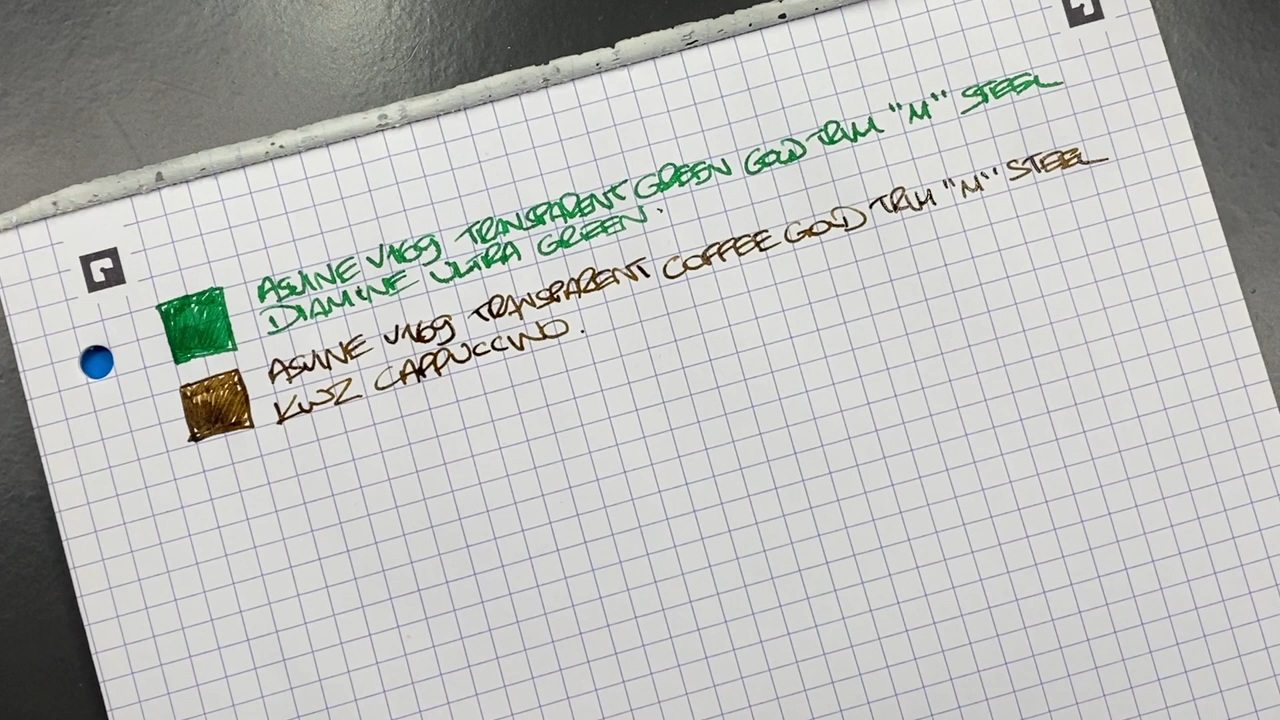 ASVINE V169 TRANSPARENT GREEN GOLD TRIM "M" STEEL
DIAMINE ULTRA GREEN.
ASVINE V169 TRANSPARENT COFFEE GOLD TRIM "M" STEEL
KWZ CAPPUCCINO.